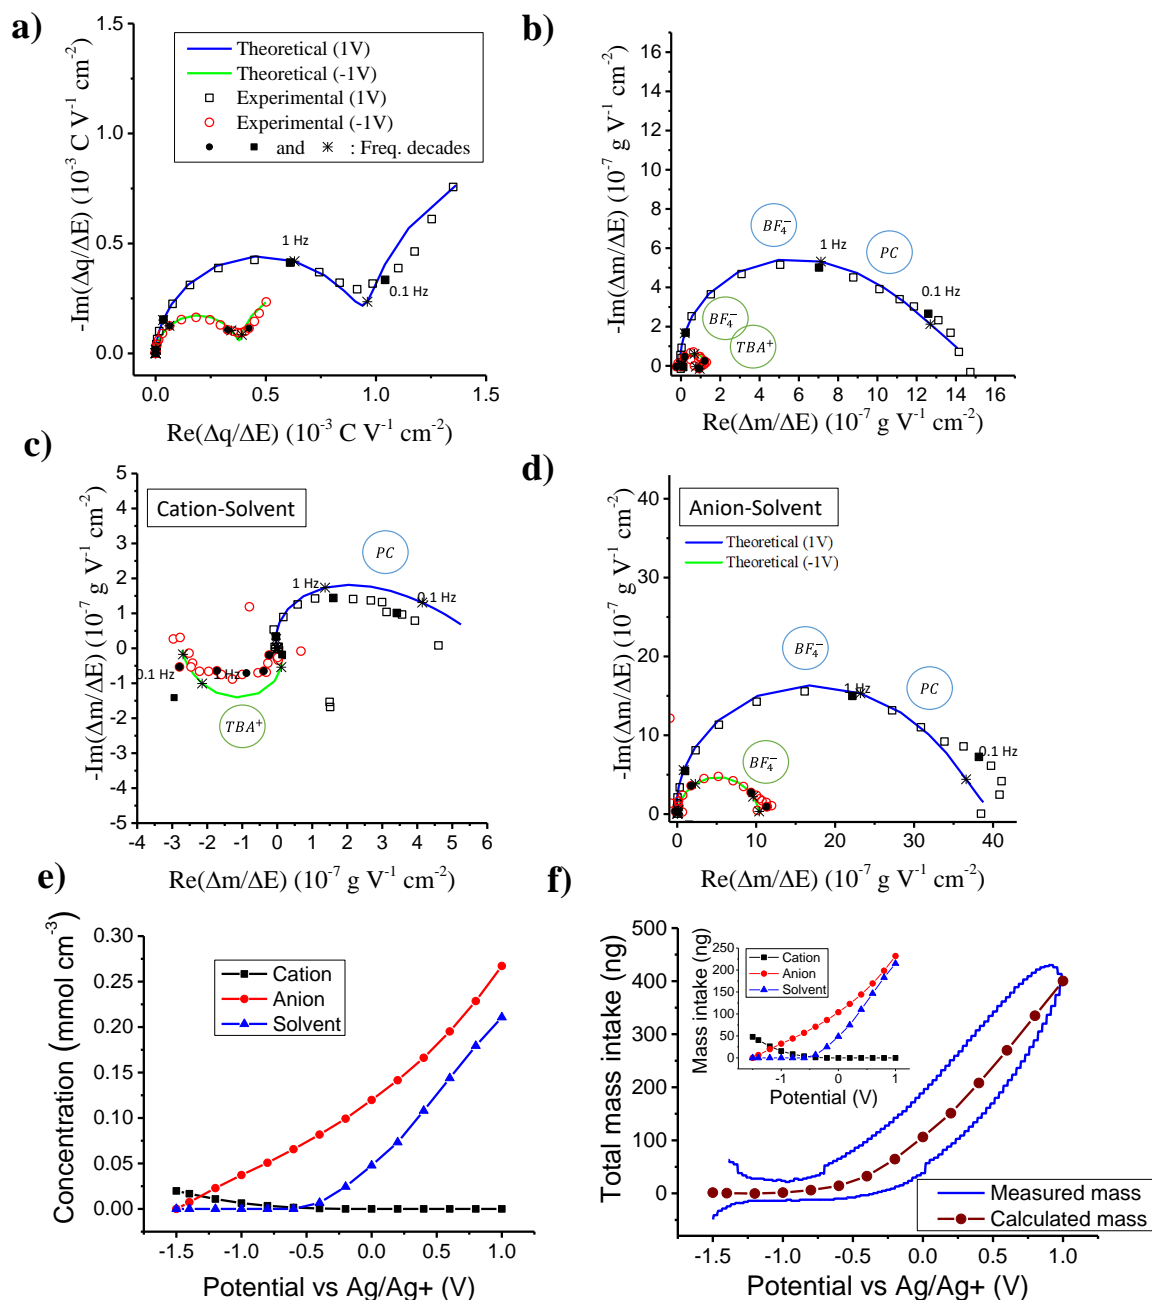 a)
1.5
1.0
0.5
0.0
-Im(Δq/ΔE) (10⁻³ C V⁻¹ cm⁻²)
Theoretical (1V)
Theoretical (-1V)
Experimental (1V)
Experimental (-1V)
and : Freq. decades
1 Hz
0.1 Hz
0.0 0.5 1.0 1.5
Re(Δq/ΔE) (10⁻³ C V⁻¹ cm⁻²)
b)
16
14
12
10
8
6
4
2
0
-Im(Δm/ΔE) (10⁻⁷ g V⁻¹ cm⁻²)
BF₄⁻
PC
1 Hz
0.1 Hz
BF₄⁻
TBA⁺
0 2 4 6 8 10 12 14 16
Re(Δm/ΔE) (10⁻⁷ g V⁻¹ cm⁻²)
c)
5
4
3
2
1
0
-1
-2
-3
-4
-5
-Im(Δm/ΔE) (10⁻⁷ g V⁻¹ cm⁻²)
Cation-Solvent
PC
1 Hz
0.1 Hz
0.1 Hz
1 Hz
TBA⁺
-3 -2 -1 0 1 2 3 4 5 6
Re(Δm/ΔE) (10⁻⁷ g V⁻¹ cm⁻²)
d)
40
30
20
10
0
-Im(Δm/ΔE) (10⁻⁷ g V⁻¹ cm⁻²)
Anion-Solvent
Theoretical (1V)
Theoretical (-1V)
BF₄⁻
PC
1 Hz
0.1 Hz
BF₄⁻
0 10 20 30 40
Re(Δm/ΔE) (10⁻⁷ g V⁻¹ cm⁻²)
e)
0.30
0.25
0.20
0.15
0.10
0.05
0.00
Concentration (mmol cm⁻³)
Cation
Anion
Solvent
-1.5 -1.0 -0.5 0.0 0.5 1.0
Potential vs Ag/Ag+ (V)
f)
500
400
300
200
100
0
-100
Total mass intake (ng)
250
200
150
100
50
0
Mass intake (ng)
Cation
Anion
Solvent
-1 0 1
Potential (V)
Measured mass
Calculated mass
-1.5 -1.0 -0.5 0.0 0.5 1.0
Potential vs Ag/Ag+ (V)